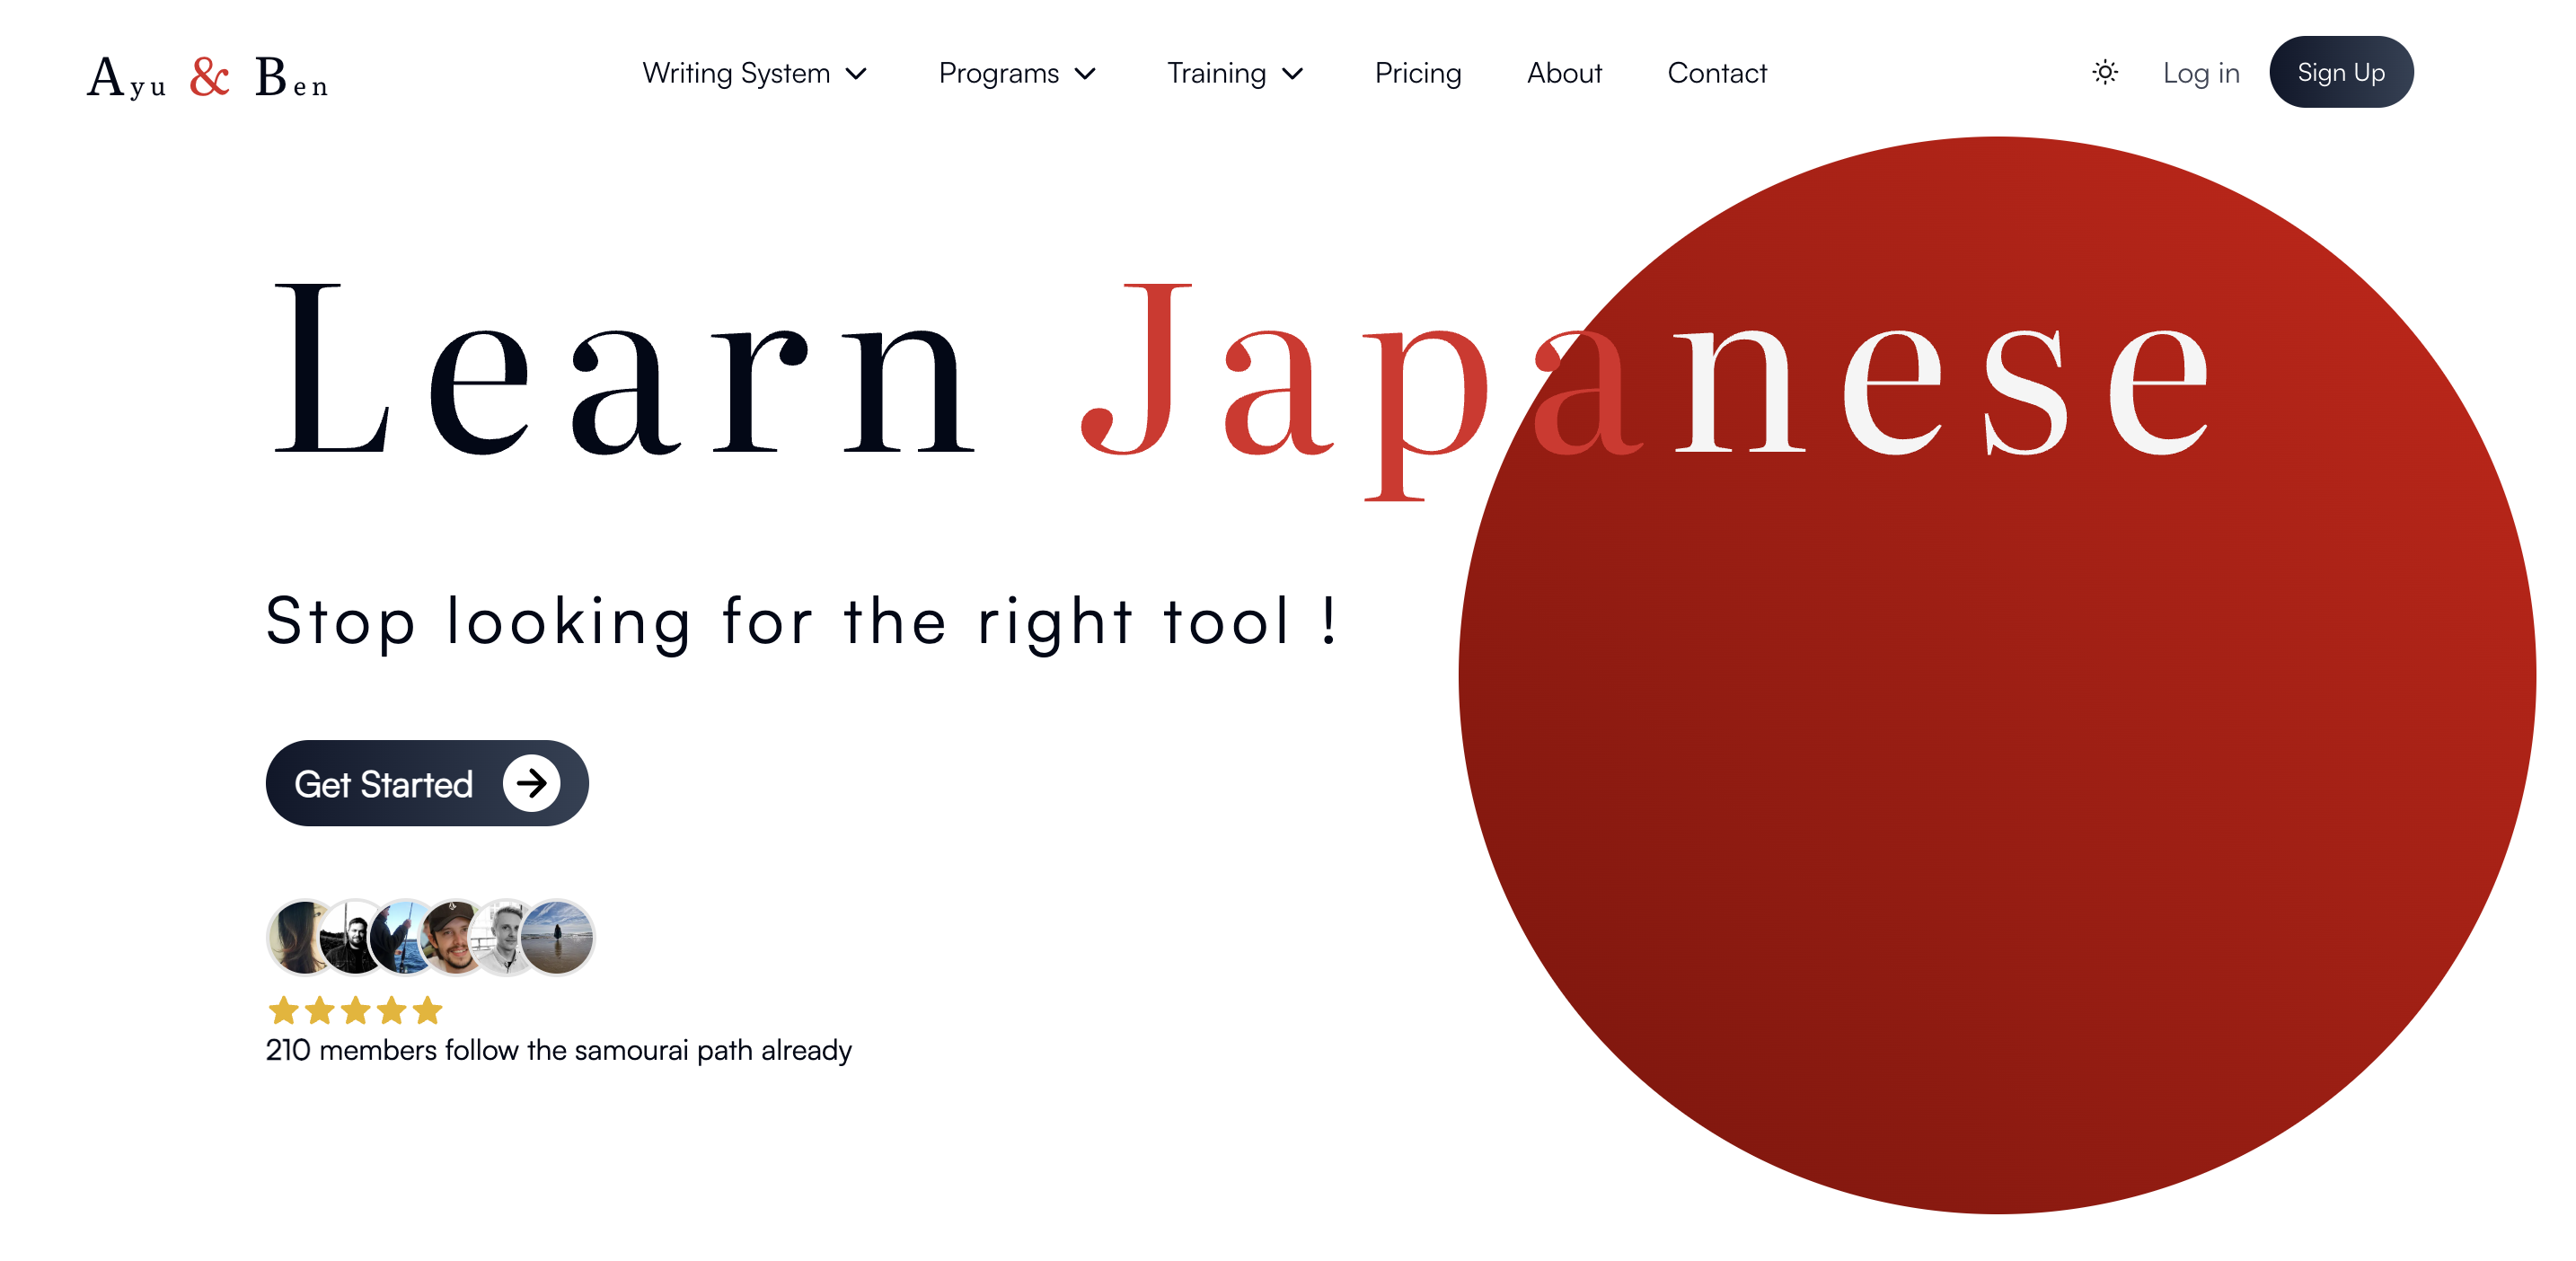 Ayu & Ben
Writing System
Programs
Training
Pricing
About
Contact
Log in
Sign Up
Learn Japanese
Stop looking for the right tool !
Get Started
210 members follow the samourai path already